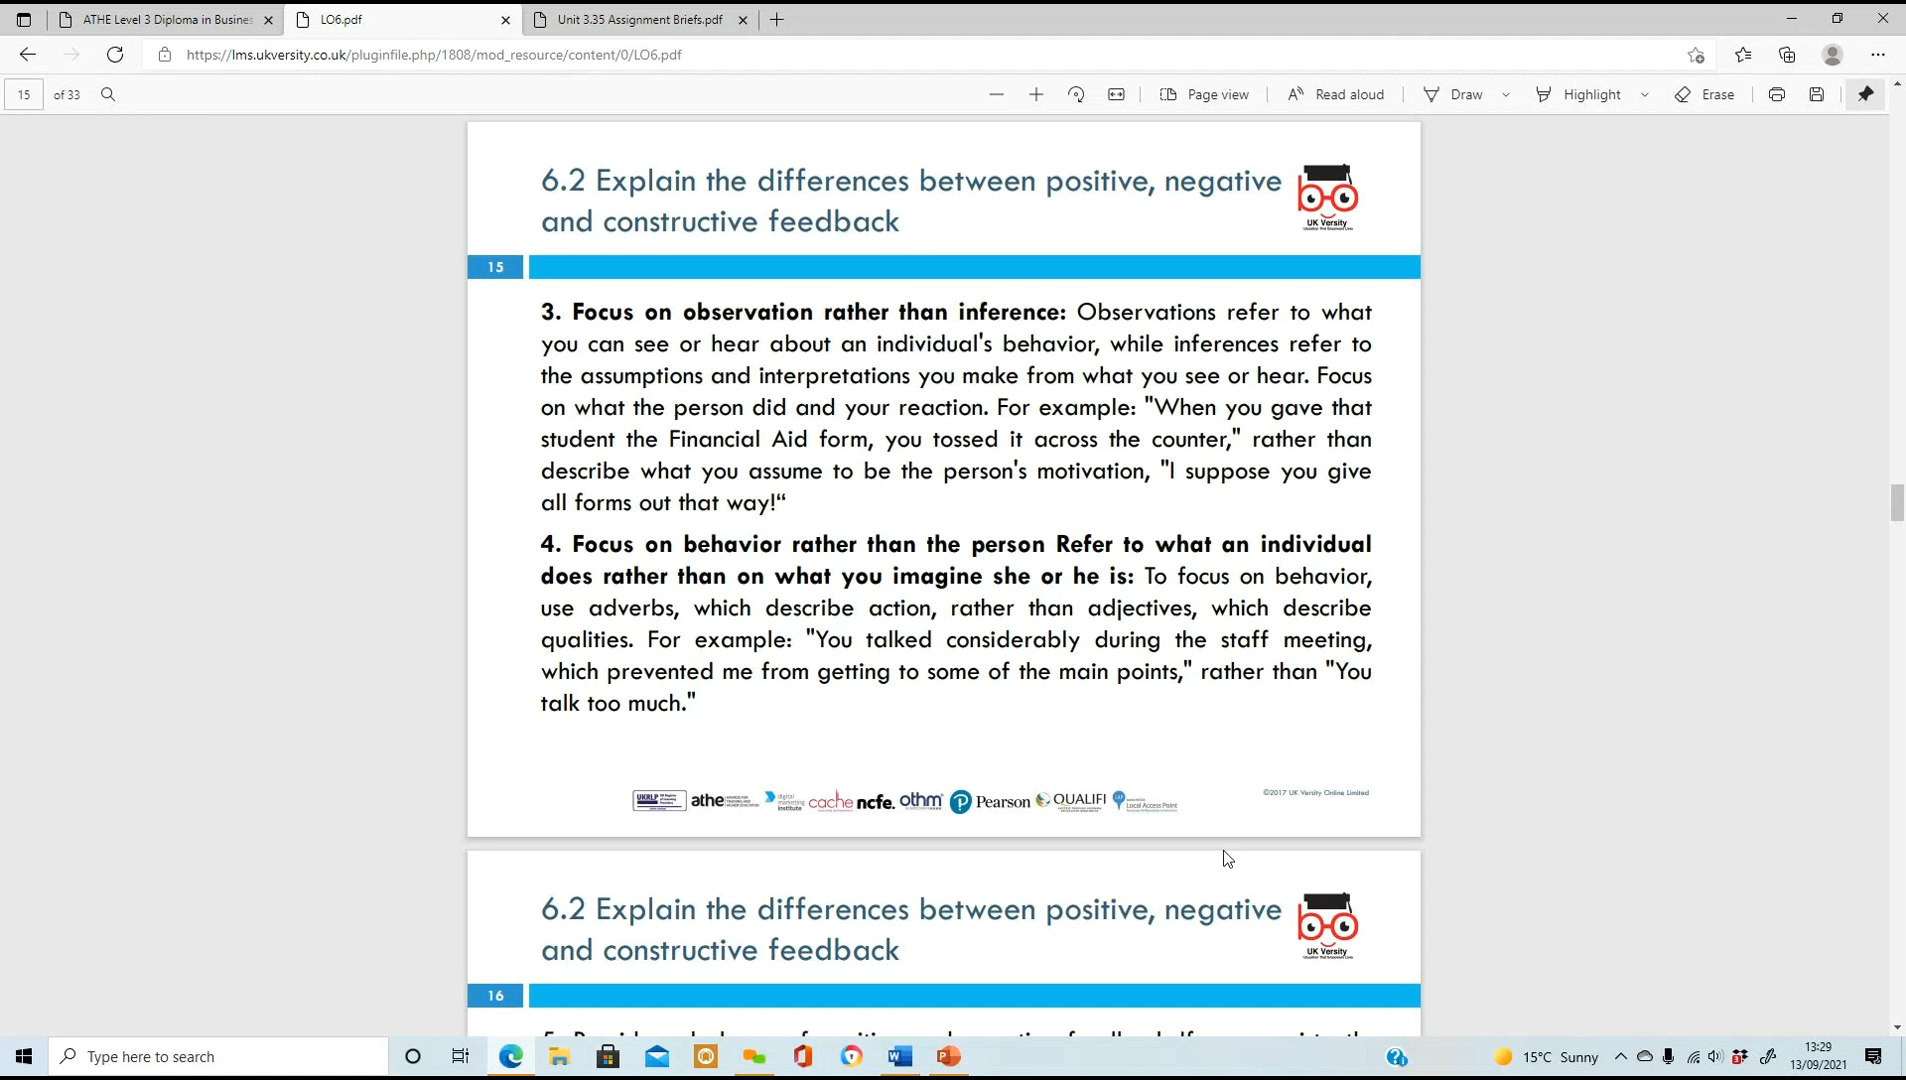 ATHE Level 3 Diploma in Busines
LO6.pdf
Unit 3.35 Assignment Briefs.pdf
https://lms.ukversity.co.uk/pluginfile.php/1808/mod_resource/content/0/LO6.pdf
15 of 33
Page view
Read aloud
Draw
Highlight
Erase
6.2 Explain the differences between positive, negative
and constructive feedback
UK Versity
15
3. Focus on observation rather than inference: Observations refer to what
you can see or hear about an individual's behavior, while inferences refer to
the assumptions and interpretations you make from what you see or hear. Focus
on what the person did and your reaction. For example: "When you gave that
student the Financial Aid form, you tossed it across the counter," rather than
describe what you assume to be the person's motivation, "I suppose you give
all forms out that way!“
4. Focus on behavior rather than the person Refer to what an individual
does rather than on what you imagine she or he is: To focus on behavior,
use adverbs, which describe action, rather than adjectives, which describe
qualities. For example: "You talked considerably during the staff meeting,
which prevented me from getting to some of the main points," rather than "You
talk too much."
UKRLP
athe
digital
marketing
institute
cache
ncfe.
othm
Pearson
QUALIFI
Local Access Point
©2017 UK Versity Online Limited
6.2 Explain the differences between positive, negative
and constructive feedback
UK Versity
16
Type here to search
15°C Sunny
13:29
13/09/2021